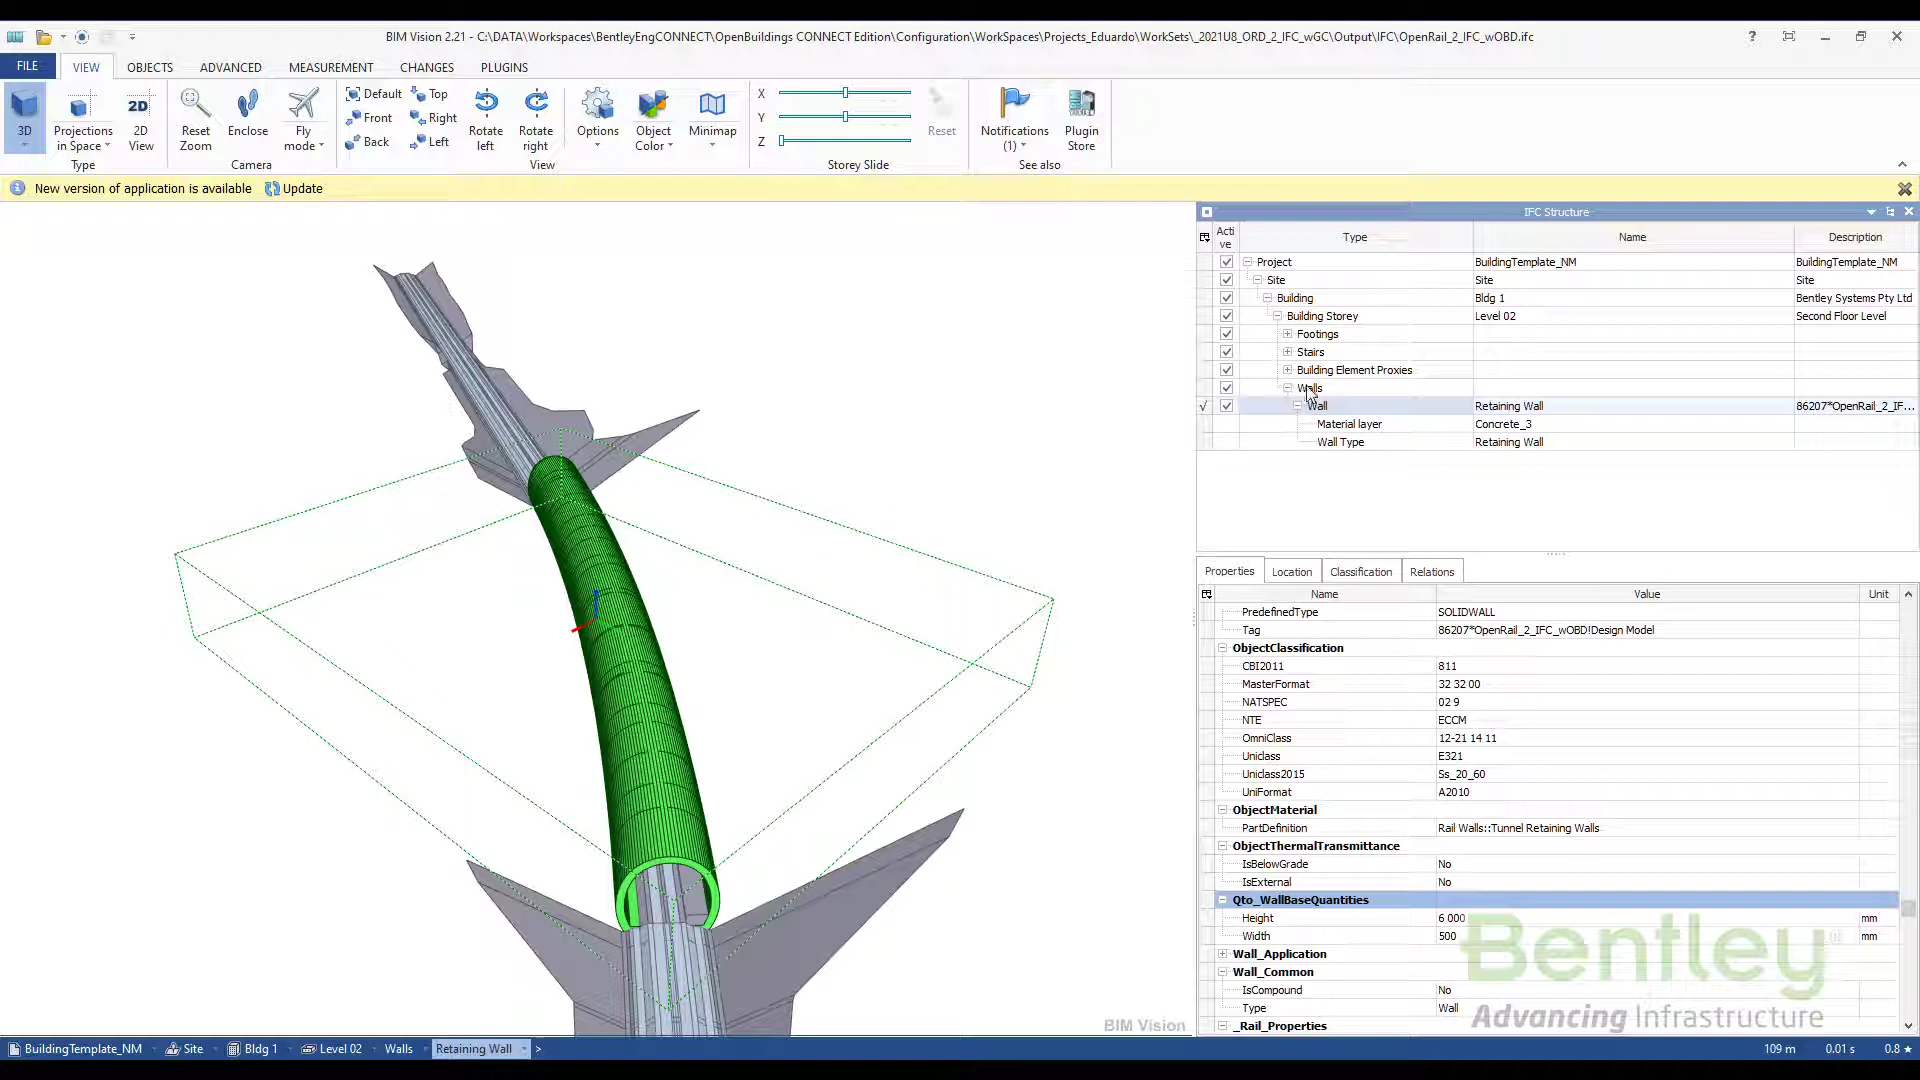 BIM Vision 2.21 - C:\DATA\Workspaces\BentleyEngCONNECT\OpenBuildings CONNECT Edition\Configuration\WorkSpaces\Projects_Eduardo\WorkSets\_2021U8_ORD_2_IFC_wGC\Output\IFC\OpenRail_2_IFC_wOBD.ifc
FILE VIEW OBJECTS ADVANCED MEASUREMENT CHANGES PLUGINS
3D
Projections in Space
2D View
Type
Reset Zoom
Enclose
Fly mode
Camera
Default Top
Front Right
Back Left
Rotate left
Rotate right
View
Options
Object Color
Minimap
X
Y
Z
Reset
Storey Slide
Notifications (1)
Plugin Store
See also
New version of application is available Update
IFC Structure
Active Type Name Description
Project BuildingTemplate_NM BuildingTemplate_NM
Site Site Site
Building Bldg 1 Bentley Systems Pty Ltd
Building Storey Level 02 Second Floor Level
Footings
Stairs
Building Element Proxies
Walls
Wall Retaining Wall 86207*OpenRail_2_IF...
Material layer Concrete_3
Wall Type Retaining Wall
Properties Location Classification Relations
Name Value Unit
PredefinedType SOLIDWALL
Tag 86207*OpenRail_2_IFC_wOBD!Design Model
ObjectClassification
CBI2011 811
MasterFormat 32 32 00
NATSPEC 02 9
NTE ECCM
OmniClass 12-21 14 11
Uniclass E321
Uniclass2015 Ss_20_60
UniFormat A2010
ObjectMaterial
PartDefinition Rail Walls::Tunnel Retaining Walls
ObjectThermalTransmittance
IsBelowGrade No
IsExternal No
Qto_WallBaseQuantities
Height 6 000 mm
Width 500 mm
Wall_Application
Wall_Common
IsCompound No
Type Wall
_Rail_Properties
Bentley
Advancing Infrastructure
BIM Vision
BuildingTemplate_NM Site Bldg 1 Level 02 Walls Retaining Wall > 109 m 0.01 s 0.8 ★